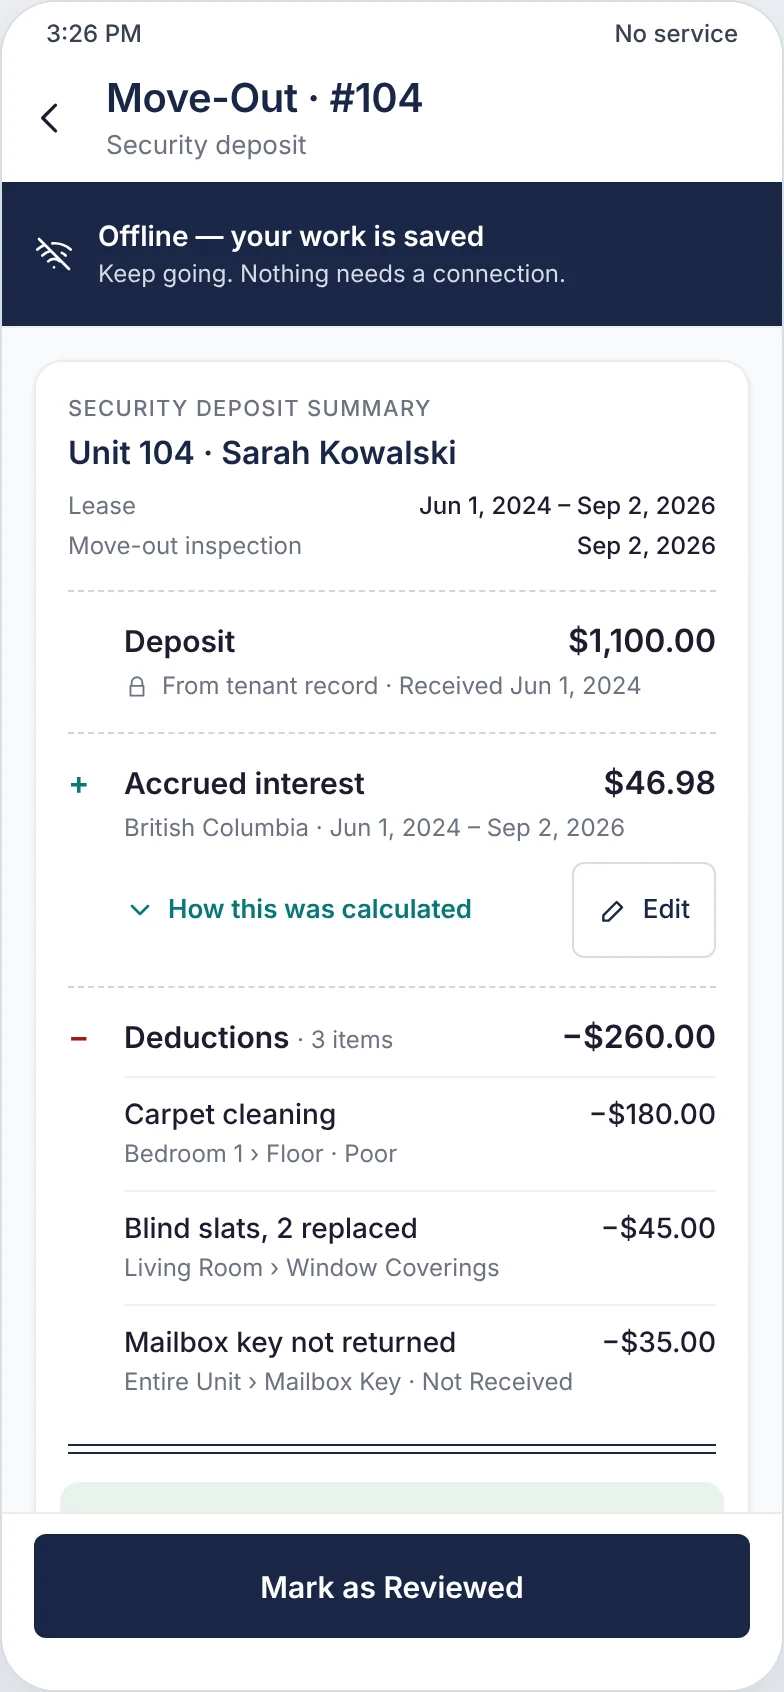 3:26 PM No service
Move-Out · #104
Security deposit
Offline — your work is saved
Keep going. Nothing needs a connection.
SECURITY DEPOSIT SUMMARY
Unit 104 · Sarah Kowalski
Lease Jun 1, 2024 – Sep 2, 2026
Move-out inspection Sep 2, 2026
Deposit $1,100.00
From tenant record · Received Jun 1, 2024
+ Accrued interest $46.98
British Columbia · Jun 1, 2024 – Sep 2, 2026
How this was calculated Edit
− Deductions · 3 items −$260.00
Carpet cleaning −$180.00
Bedroom 1 › Floor · Poor
Blind slats, 2 replaced −$45.00
Living Room › Window Coverings
Mailbox key not returned −$35.00
Entire Unit › Mailbox Key · Not Received
Mark as Reviewed